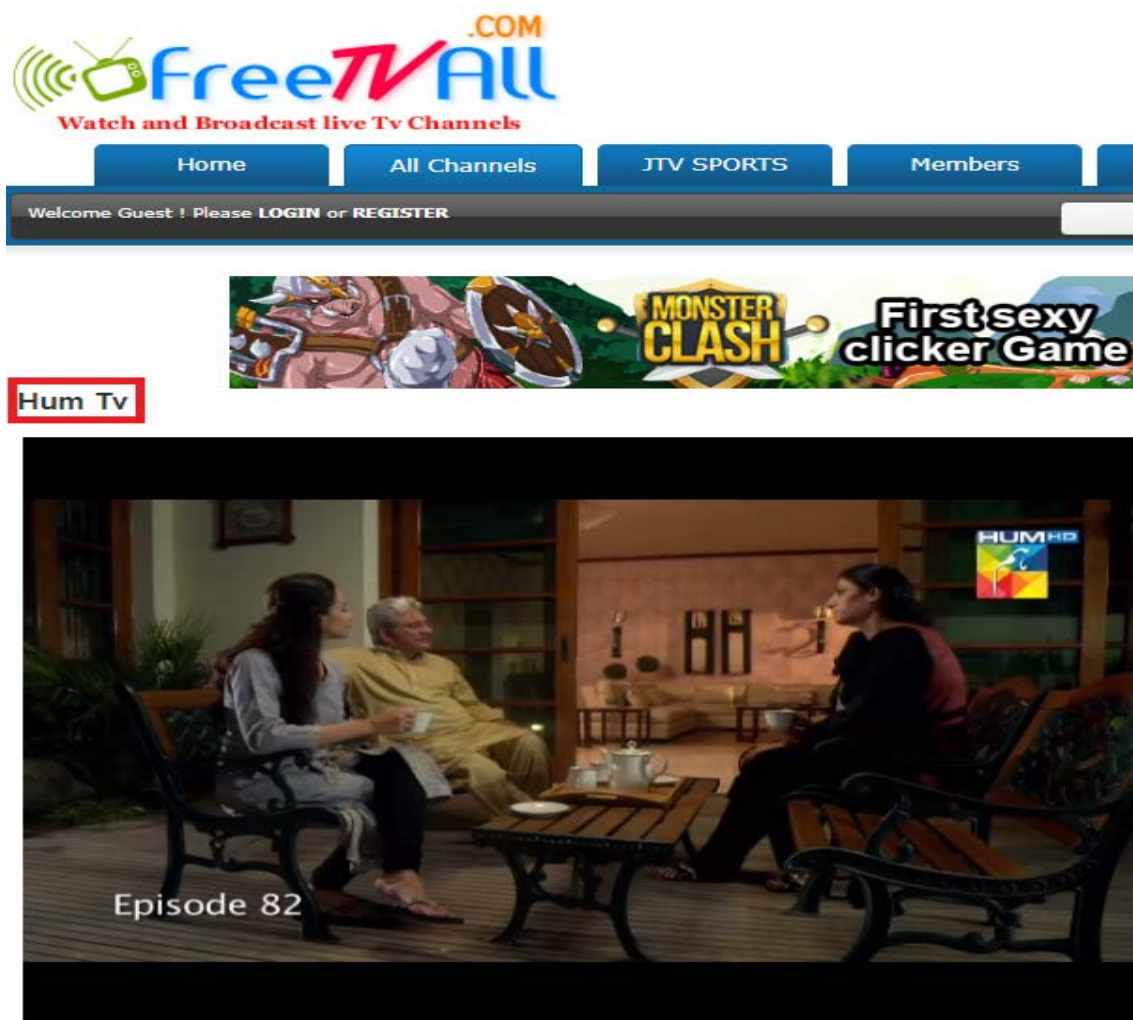 .COM
FreeTVAll
Watch and Broadcast live Tv Channels
Home
All Channels
JTV SPORTS
Members
Welcome Guest ! Please LOGIN or REGISTER
MONSTER
CLASH
First sexy
clicker Game
Hum Tv
HUM HD
ہم
Episode 82